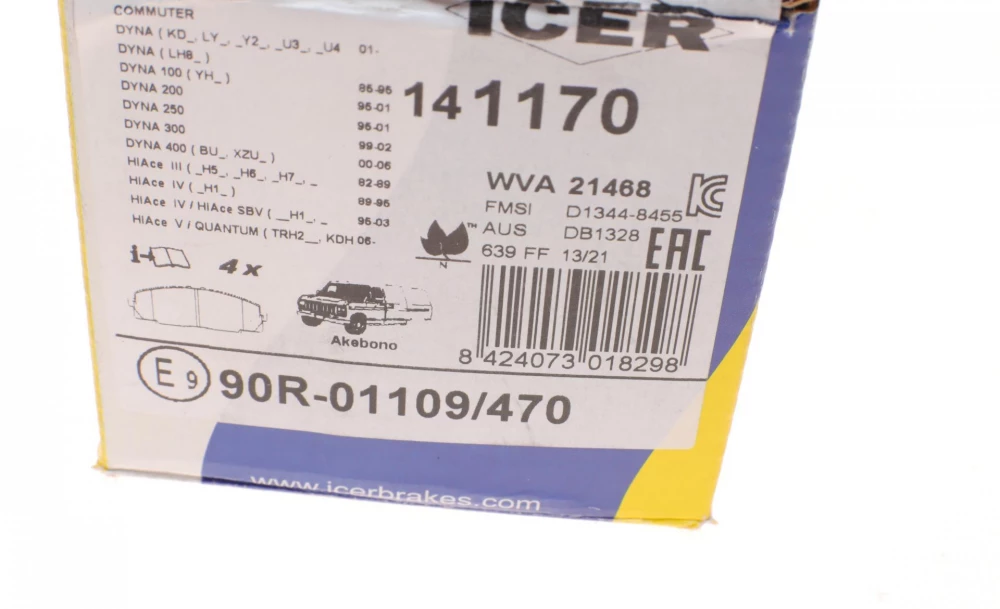 ICER
COMMUTER
DYNA ( KD_, LY_, _Y2_, _U3_, _U4 01-
DYNA ( LH8_ )
DYNA 100 ( YH_ )
DYNA 200 85-95
DYNA 250 95-01
DYNA 300 95-01
DYNA 400 ( BU_, XZU_ ) 99-02
HIAce III ( _H5_, _H6_, _H7_, _ 00-06
HIAce IV ( _H1_ ) 82-89
HIAce IV / HIAce SBV ( __H1_, _ 89-95
HIAce V / QUANTUM ( TRH2__, KDH 06- 95-03
141170
WVA 21468
FMSI D1344-8455
AUS DB1328
639 FF 13/21
KC
EAC
™
N
i
4 x
Akebono
8 424073 018298
E 9 90R-01109/470
www.icerbrakes.com